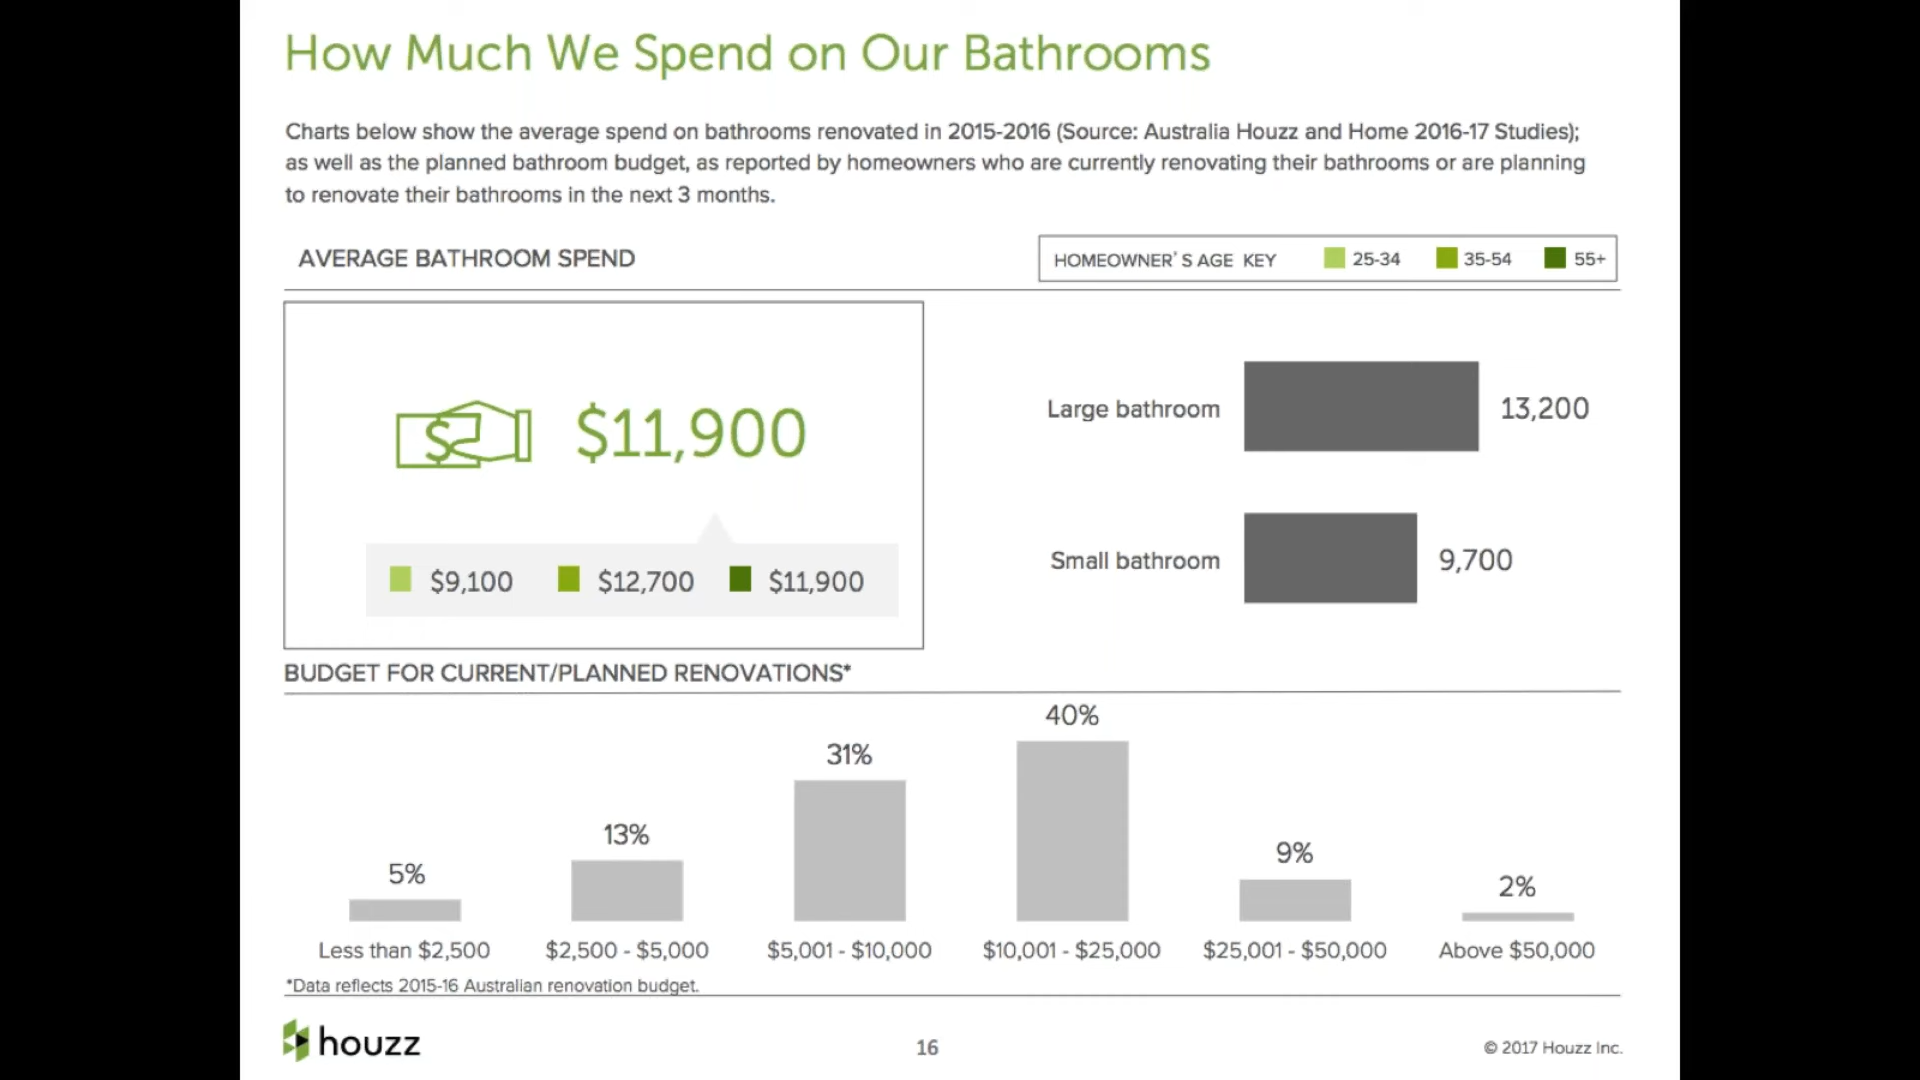 How Much We Spend on Our Bathrooms
Charts below show the average spend on bathrooms renovated in 2015-2016 (Source: Australia Houzz and Home 2016-17 Studies);
as well as the planned bathroom budget, as reported by homeowners who are currently renovating their bathrooms or are planning
to renovate their bathrooms in the next 3 months.
AVERAGE BATHROOM SPEND
HOMEOWNER'S AGE KEY 25-34 35-54 55+
$ $11,900
$9,100 $12,700 $11,900
Large bathroom 13,200
Small bathroom 9,700
BUDGET FOR CURRENT/PLANNED RENOVATIONS*
5% 13% 31% 40% 9% 2%
Less than $2,500 $2,500 - $5,000 $5,001 - $10,000 $10,001 - $25,000 $25,001 - $50,000 Above $50,000
*Data reflects 2015-16 Australian renovation budget.
houzz 16 © 2017 Houzz Inc.